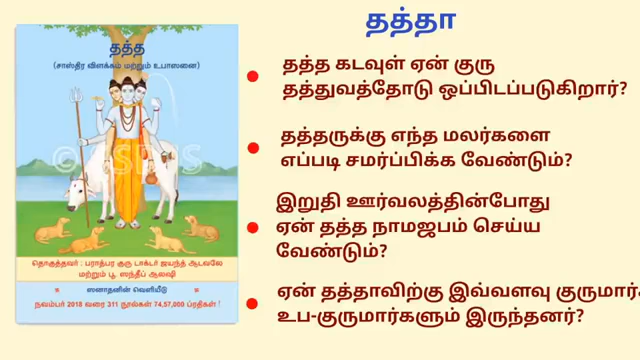 தத்தா
தத்த
(சாஸ்திர விளக்கம் மற்றும் உபாஸனை)
தொகுத்தவர் : பராத்பர குரு டாக்டர் ஜயந்த் ஆடவலே
மற்றும் பூ. ஸந்தீப் ஆலஷி
ஸனாதனின் வெளியீடு
நவம்பர் 2018 வரை 311 நூல்கள் 74,57,000 ப்ரதிகள் !
தத்த கடவுள் ஏன் குரு
தத்துவத்தோடு ஒப்பிடப்படுகிறார்?
தத்தருக்கு எந்த மலர்களை
எப்படி சமர்ப்பிக்க வேண்டும்?
இறுதி ஊர்வலத்தின்போது
ஏன் தத்த நாமஜபம் செய்ய
வேண்டும்?
ஏன் தத்தாவிற்கு இவ்வளவு
உப-குருமார்களும் இருந்தனர்?